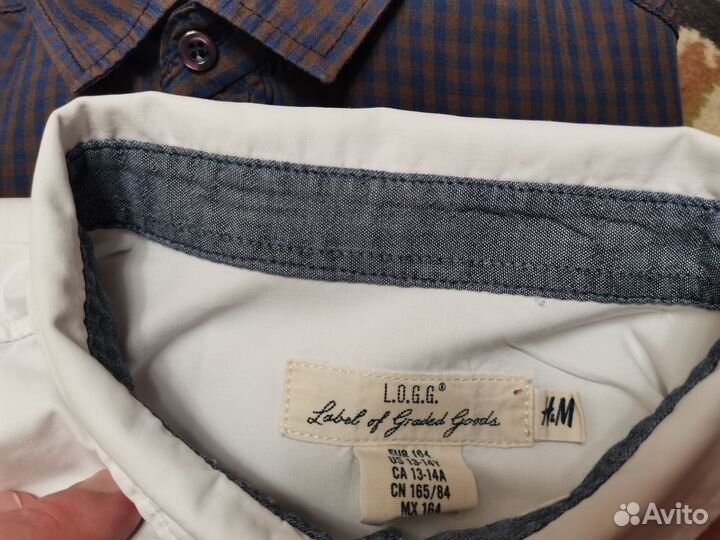 L.O.G.G.®
Label of Graded Goods
H&M
EUR 164
US 13-14Y
CA 13-14A
CN 165/84
MX 164
Avito